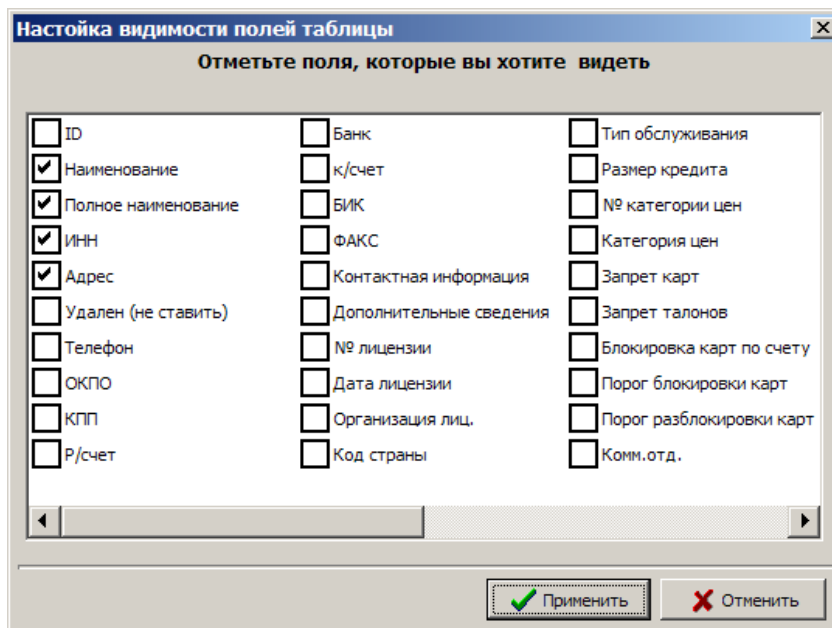 Настойка видимости полей таблицы
Отметьте поля, которые вы хотите видеть
ID
Наименование
Полное наименование
ИНН
Адрес
Удален (не ставить)
Телефон
ОКПО
КПП
Р/счет
Банк
к/счет
БИК
ФАКС
Контактная информация
Дополнительные сведения
№ лицензии
Дата лицензии
Организация лиц.
Код страны
Тип обслуживания
Размер кредита
№ категории цен
Категория цен
Запрет карт
Запрет талонов
Блокировка карт по счету
Порог блокировки карт
Порог разблокировки карт
Комм.отд.
Применить
Отменить